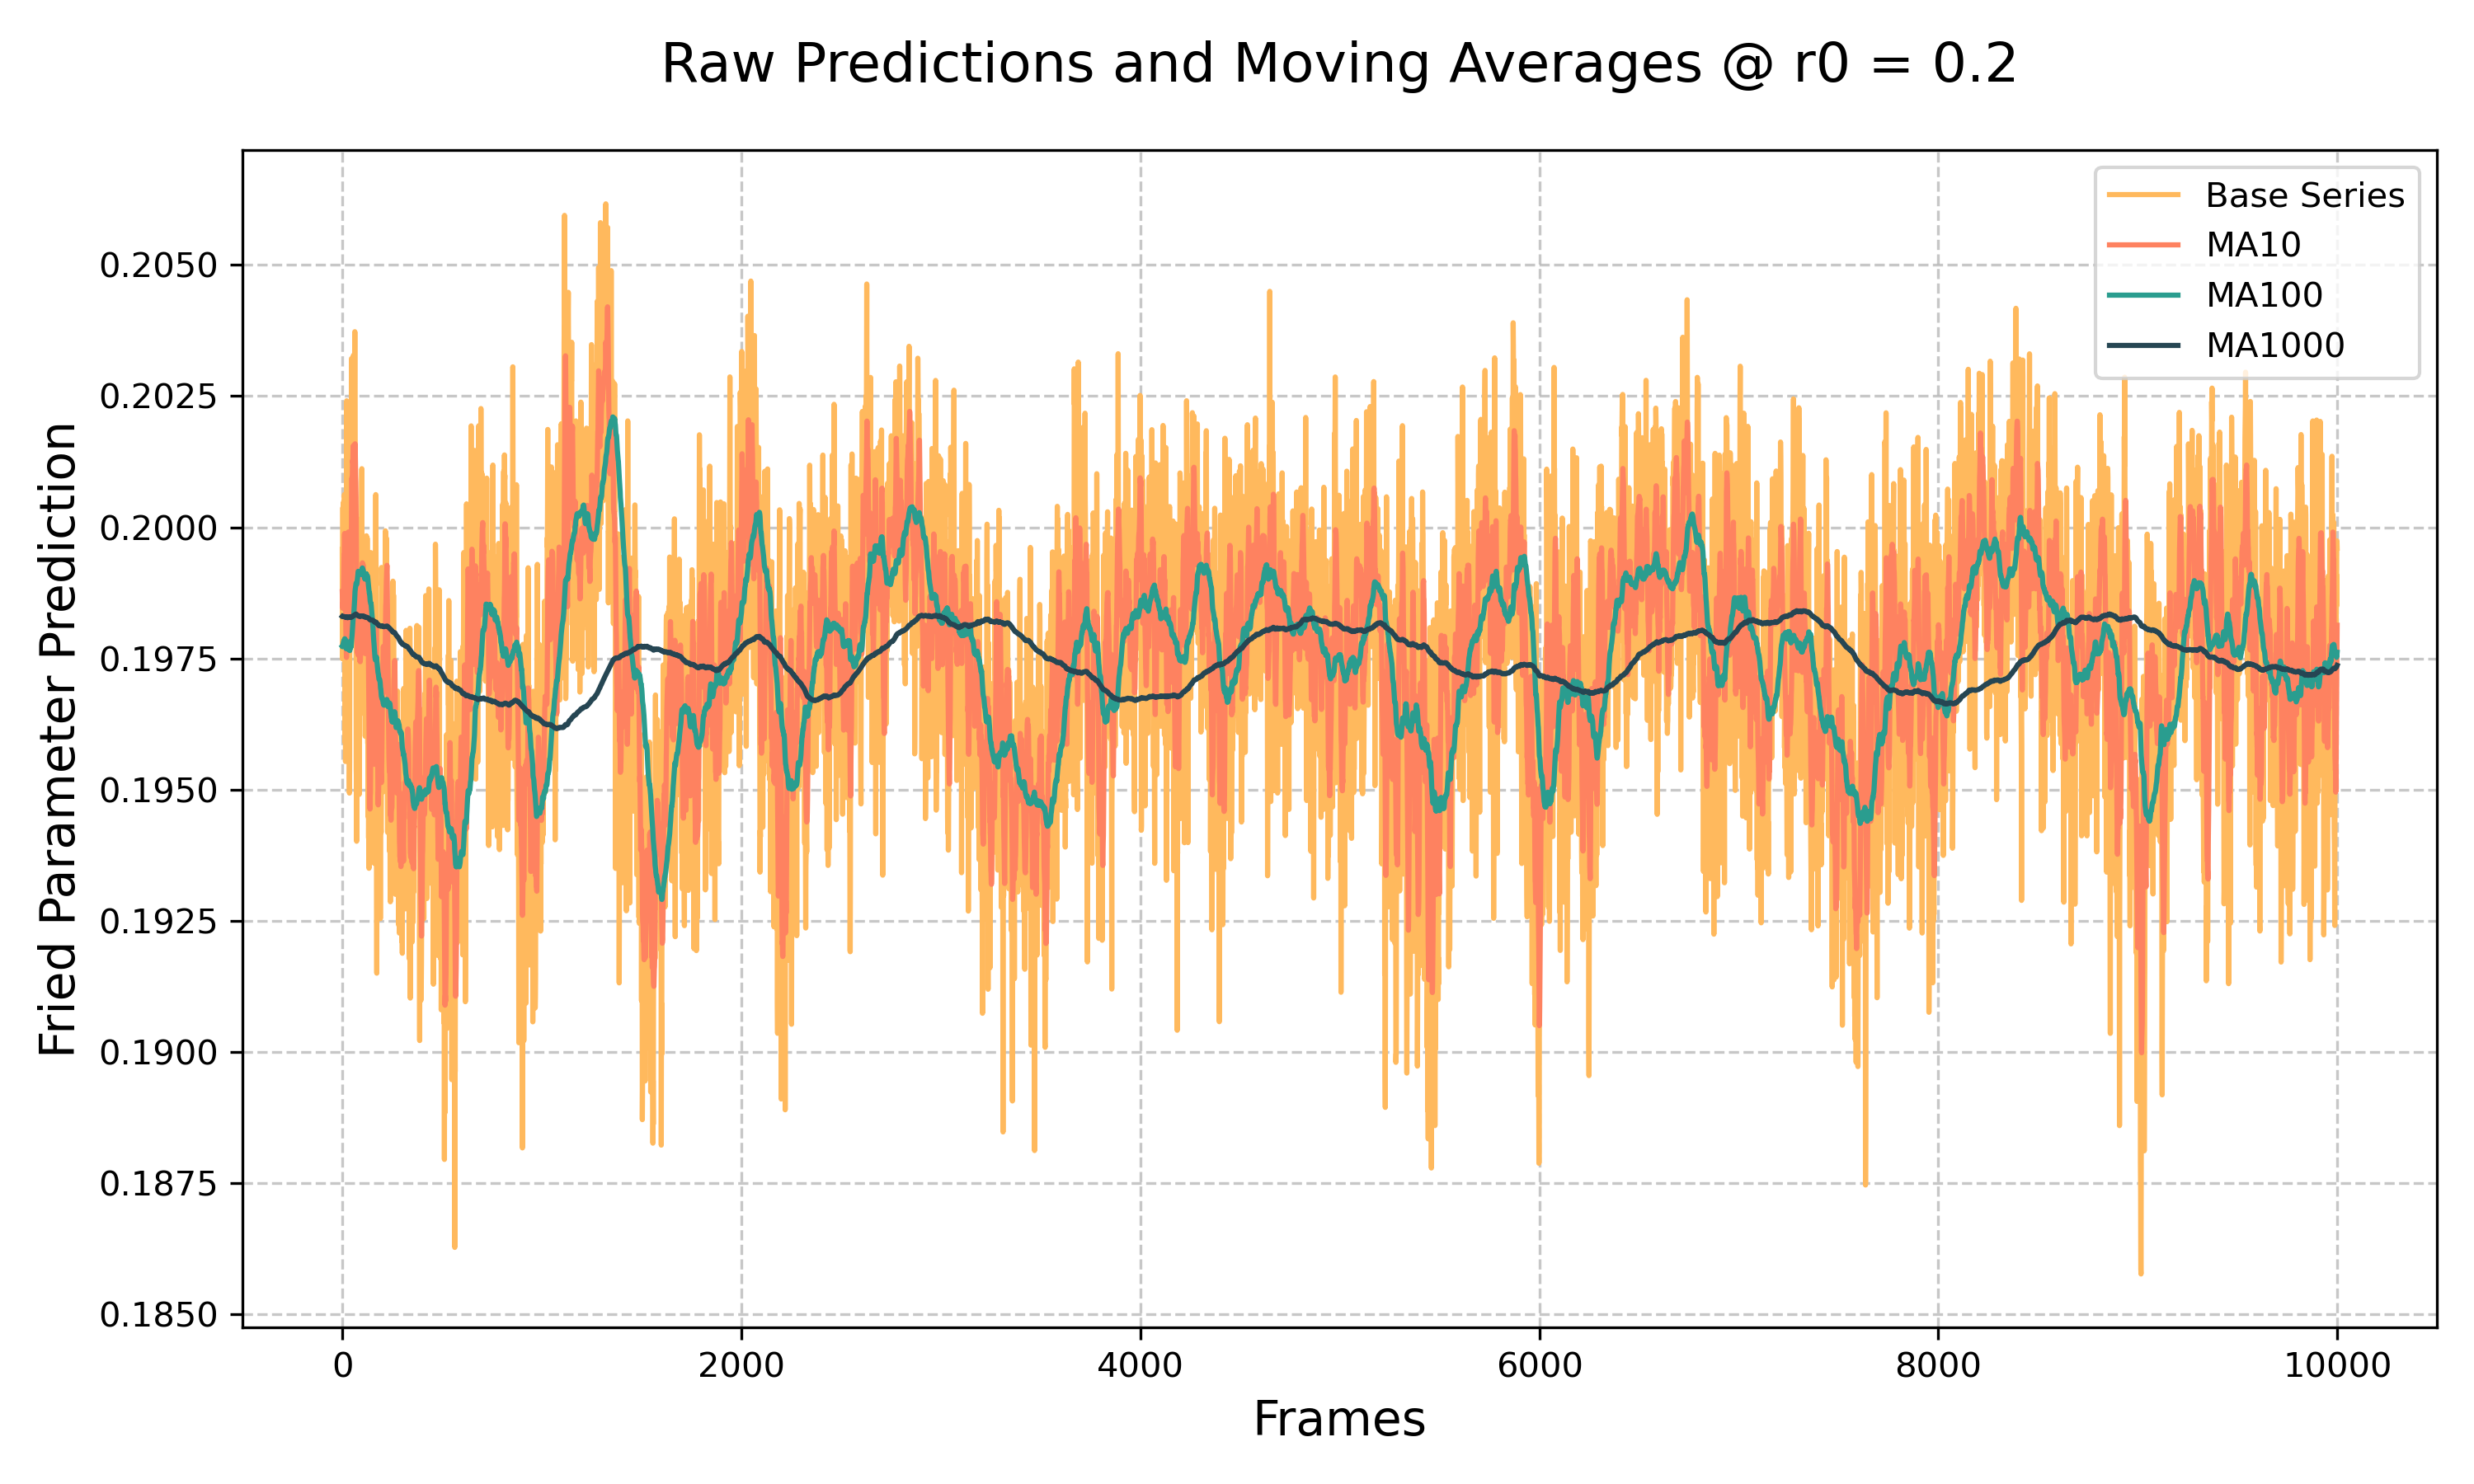 Raw Predictions and Moving Averages @ r0 = 0.2
Base Series
MA10
MA100
MA1000
Fried Parameter Prediction
0.2050
0.2025
0.2000
0.1975
0.1950
0.1925
0.1900
0.1875
0.1850
0
2000
4000
6000
8000
10000
Frames